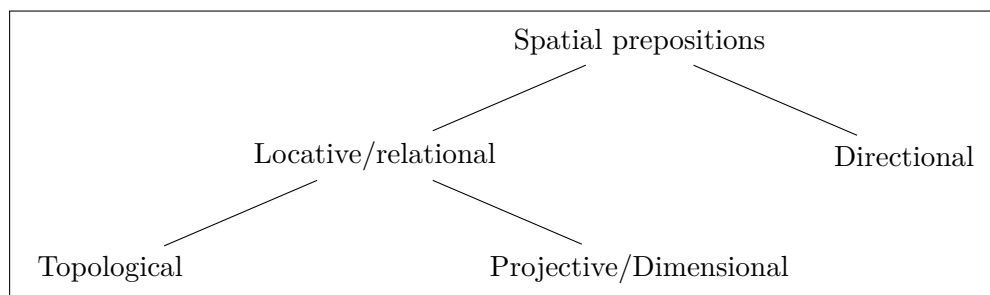 Spatial prepositions
Locative/relational
Directional
Topological
Projective/Dimensional